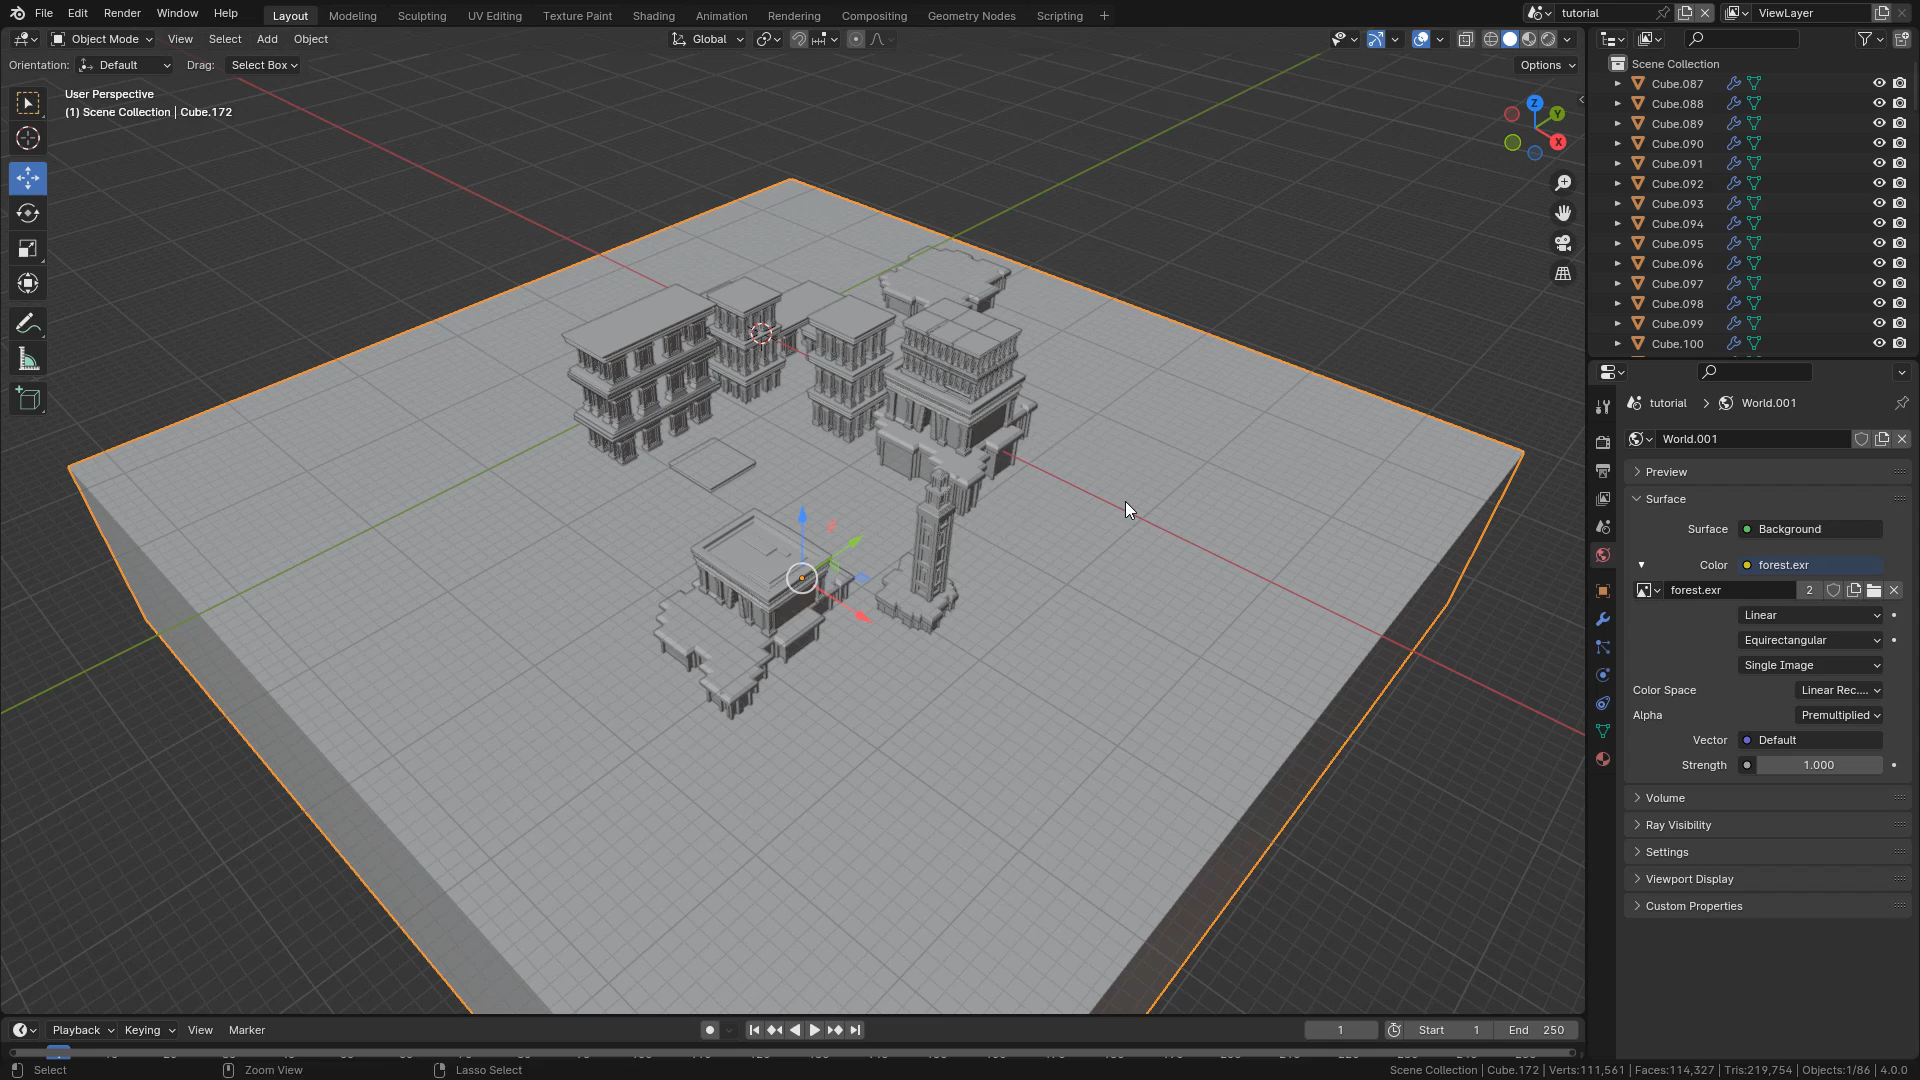 File Edit Render Window Help Layout Modeling Sculpting UV Editing Texture Paint Shading Animation Rendering Compositing Geometry Nodes Scripting + tutorial ViewLayer
Object Mode View Select Add Object Global
Orientation: Default Drag: Select Box Options
User Perspective
(1) Scene Collection | Cube.172
Z
Y
X
Scene Collection
Cube.087
Cube.088
Cube.089
Cube.090
Cube.091
Cube.092
Cube.093
Cube.094
Cube.095
Cube.096
Cube.097
Cube.098
Cube.099
Cube.100
tutorial > World.001
World.001
Preview
Surface
Surface Background
Color forest.exr
forest.exr 2
Linear
Equirectangular
Single Image
Color Space Linear Rec....
Alpha Premultiplied
Vector Default
Strength 1.000
Volume
Ray Visibility
Settings
Viewport Display
Custom Properties
Playback Keying View Marker 1 Start 1 End 250
Select Zoom View Lasso Select Scene Collection | Cube.172 | Verts:111,561 | Faces:114,327 | Tris:219,754 | Objects:1/86 | 4.0.0